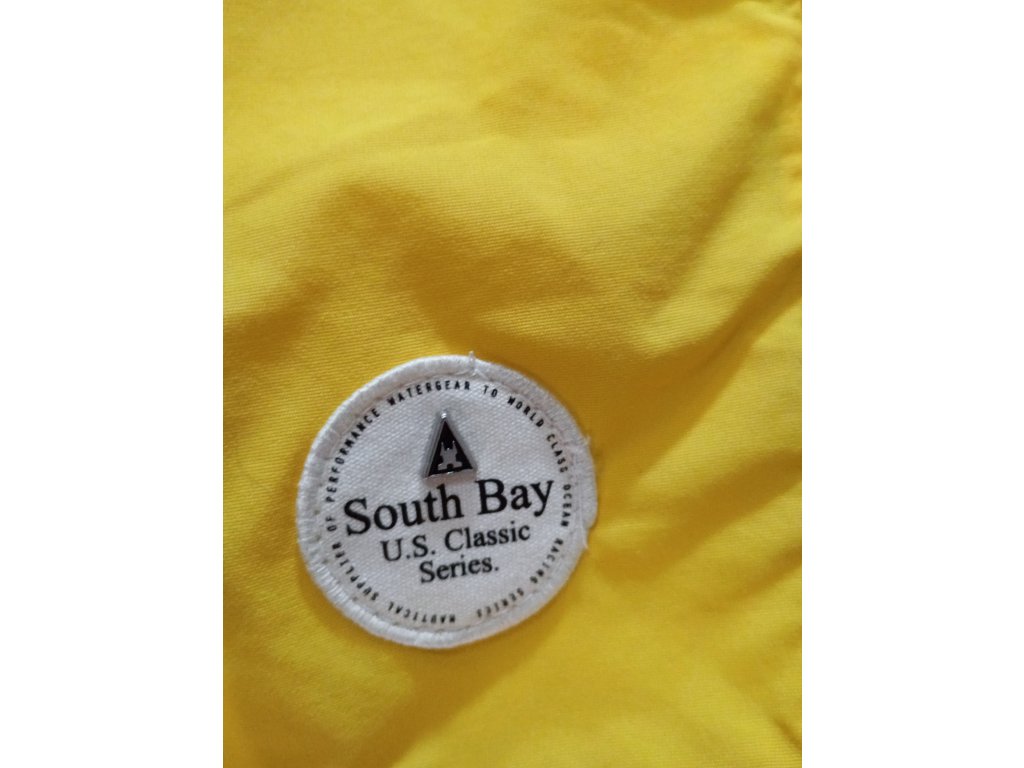 NAUTICAL SUPPLIER OF PERFORMANCE WATERGEAR TO WORLD CLASS OCEAN RACING SERIES
South Bay
U.S. Classic
Series.